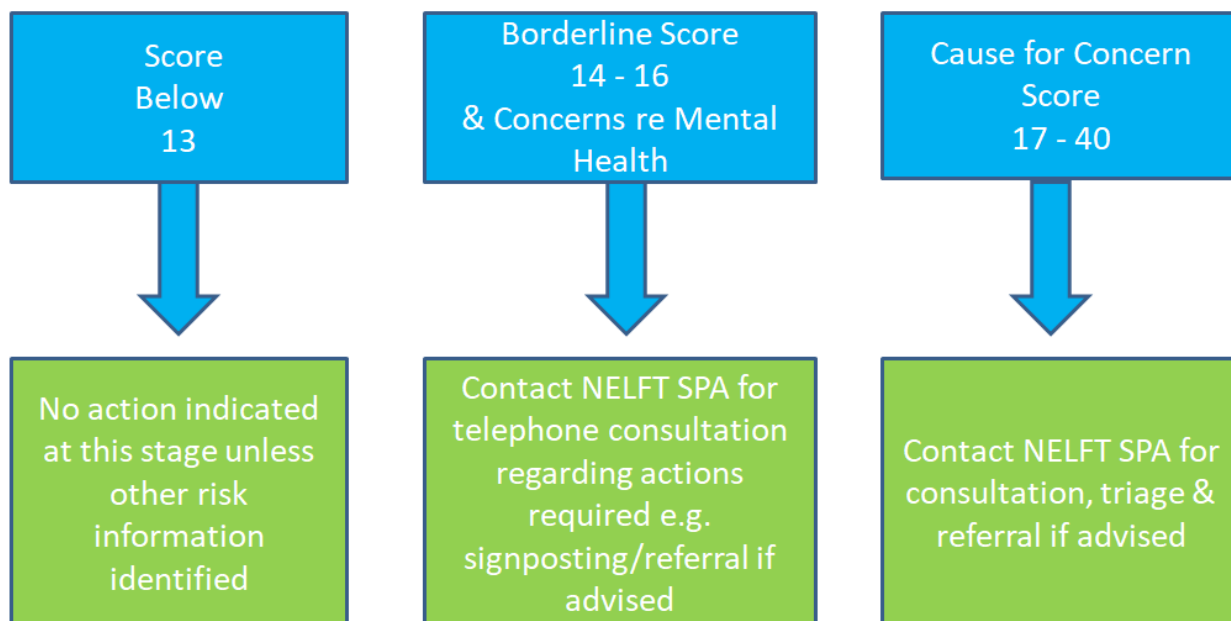 Score
Below
13
Borderline Score
14 - 16
& Concerns re Mental
Health
Cause for Concern
Score
17 - 40
No action indicated
at this stage unless
other risk
information
identified
Contact NELFT SPA for
telephone consultation
regarding actions
required e.g.
signposting/referral if
advised
Contact NELFT SPA for
consultation, triage &
referral if advised